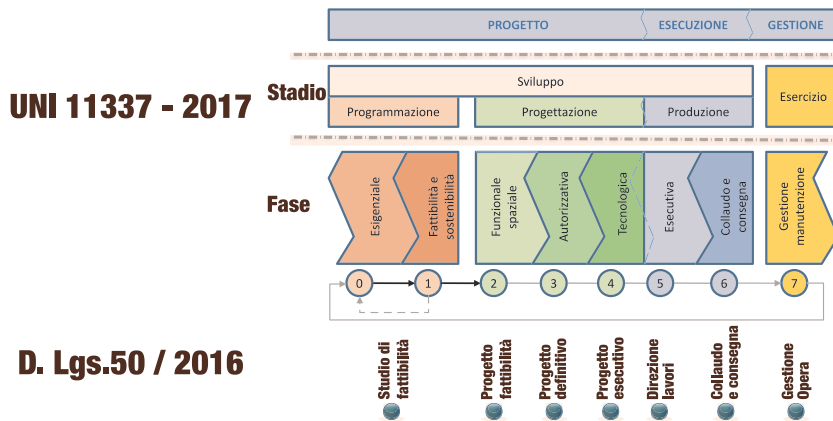 PROGETTO ESECUZIONE GESTIONE
UNI 11337 - 2017
Stadio
Sviluppo
Esercizio
Programmazione Progettazione Produzione
Fase
Esigenziale
Fattibilità e
sostenibilità
Funzionale
spaziale
Autorizzativa
Tecnologica
Esecutiva
Collaudo e
consegna
Gestione
manutenzione
0 1 2 3 4 5 6 7
D. Lgs.50 / 2016
Studio di
fattibilità
Progetto
fattibilità
Progetto
definitivo
Progetto
esecutivo
Direzione
lavori
Collaudo
e consegna
Gestione
Opera